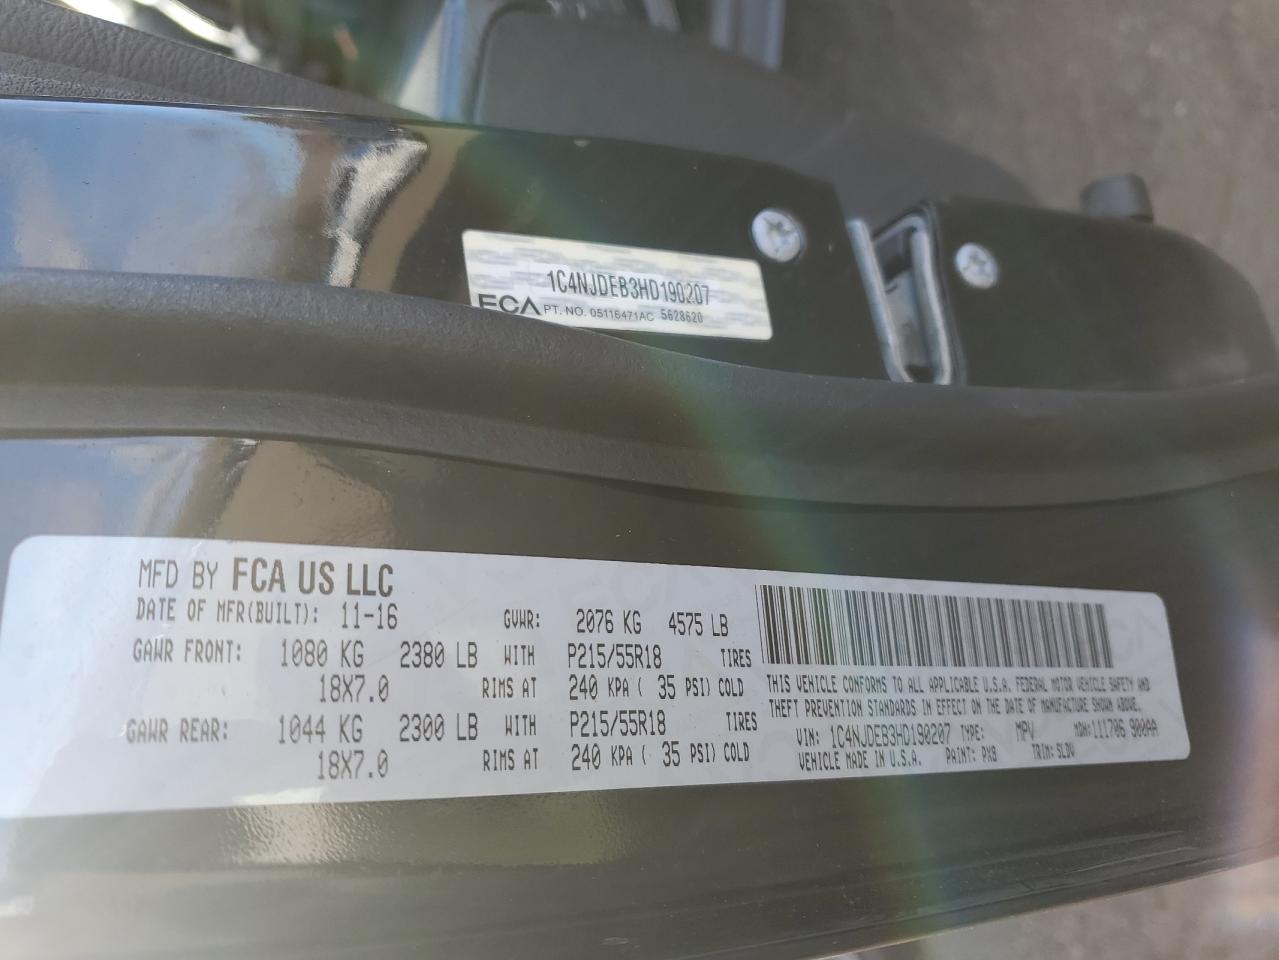 1C4NJDEB3HD190207
FCA PT. NO. 05116471AC 5628620
MFD BY FCA US LLC
DATE OF MFR(BUILT): 11-16 GVWR: 2076 KG 4575 LB
GAWR FRONT: 1080 KG 2380 LB WITH P215/55R18 TIRES
18X7.0 RIMS AT 240 KPA ( 35 PSI) COLD
GAWR REAR: 1044 KG 2300 LB WITH P215/55R18 TIRES
18X7.0 RIMS AT 240 KPA ( 35 PSI) COLD
THIS VEHICLE CONFORMS TO ALL APPLICABLE U.S.A. FEDERAL MOTOR VEHICLE SAFETY AND
THEFT PREVENTION STANDARDS IN EFFECT ON THE DATE OF MANUFACTURE SHOWN ABOVE.
VIN: 1C4NJDEB3HD190207 TYPE: MPV MDH: 111706 900AA
VEHICLE MADE IN U.S.A. PAINT: PX8 TRIM: SLDV